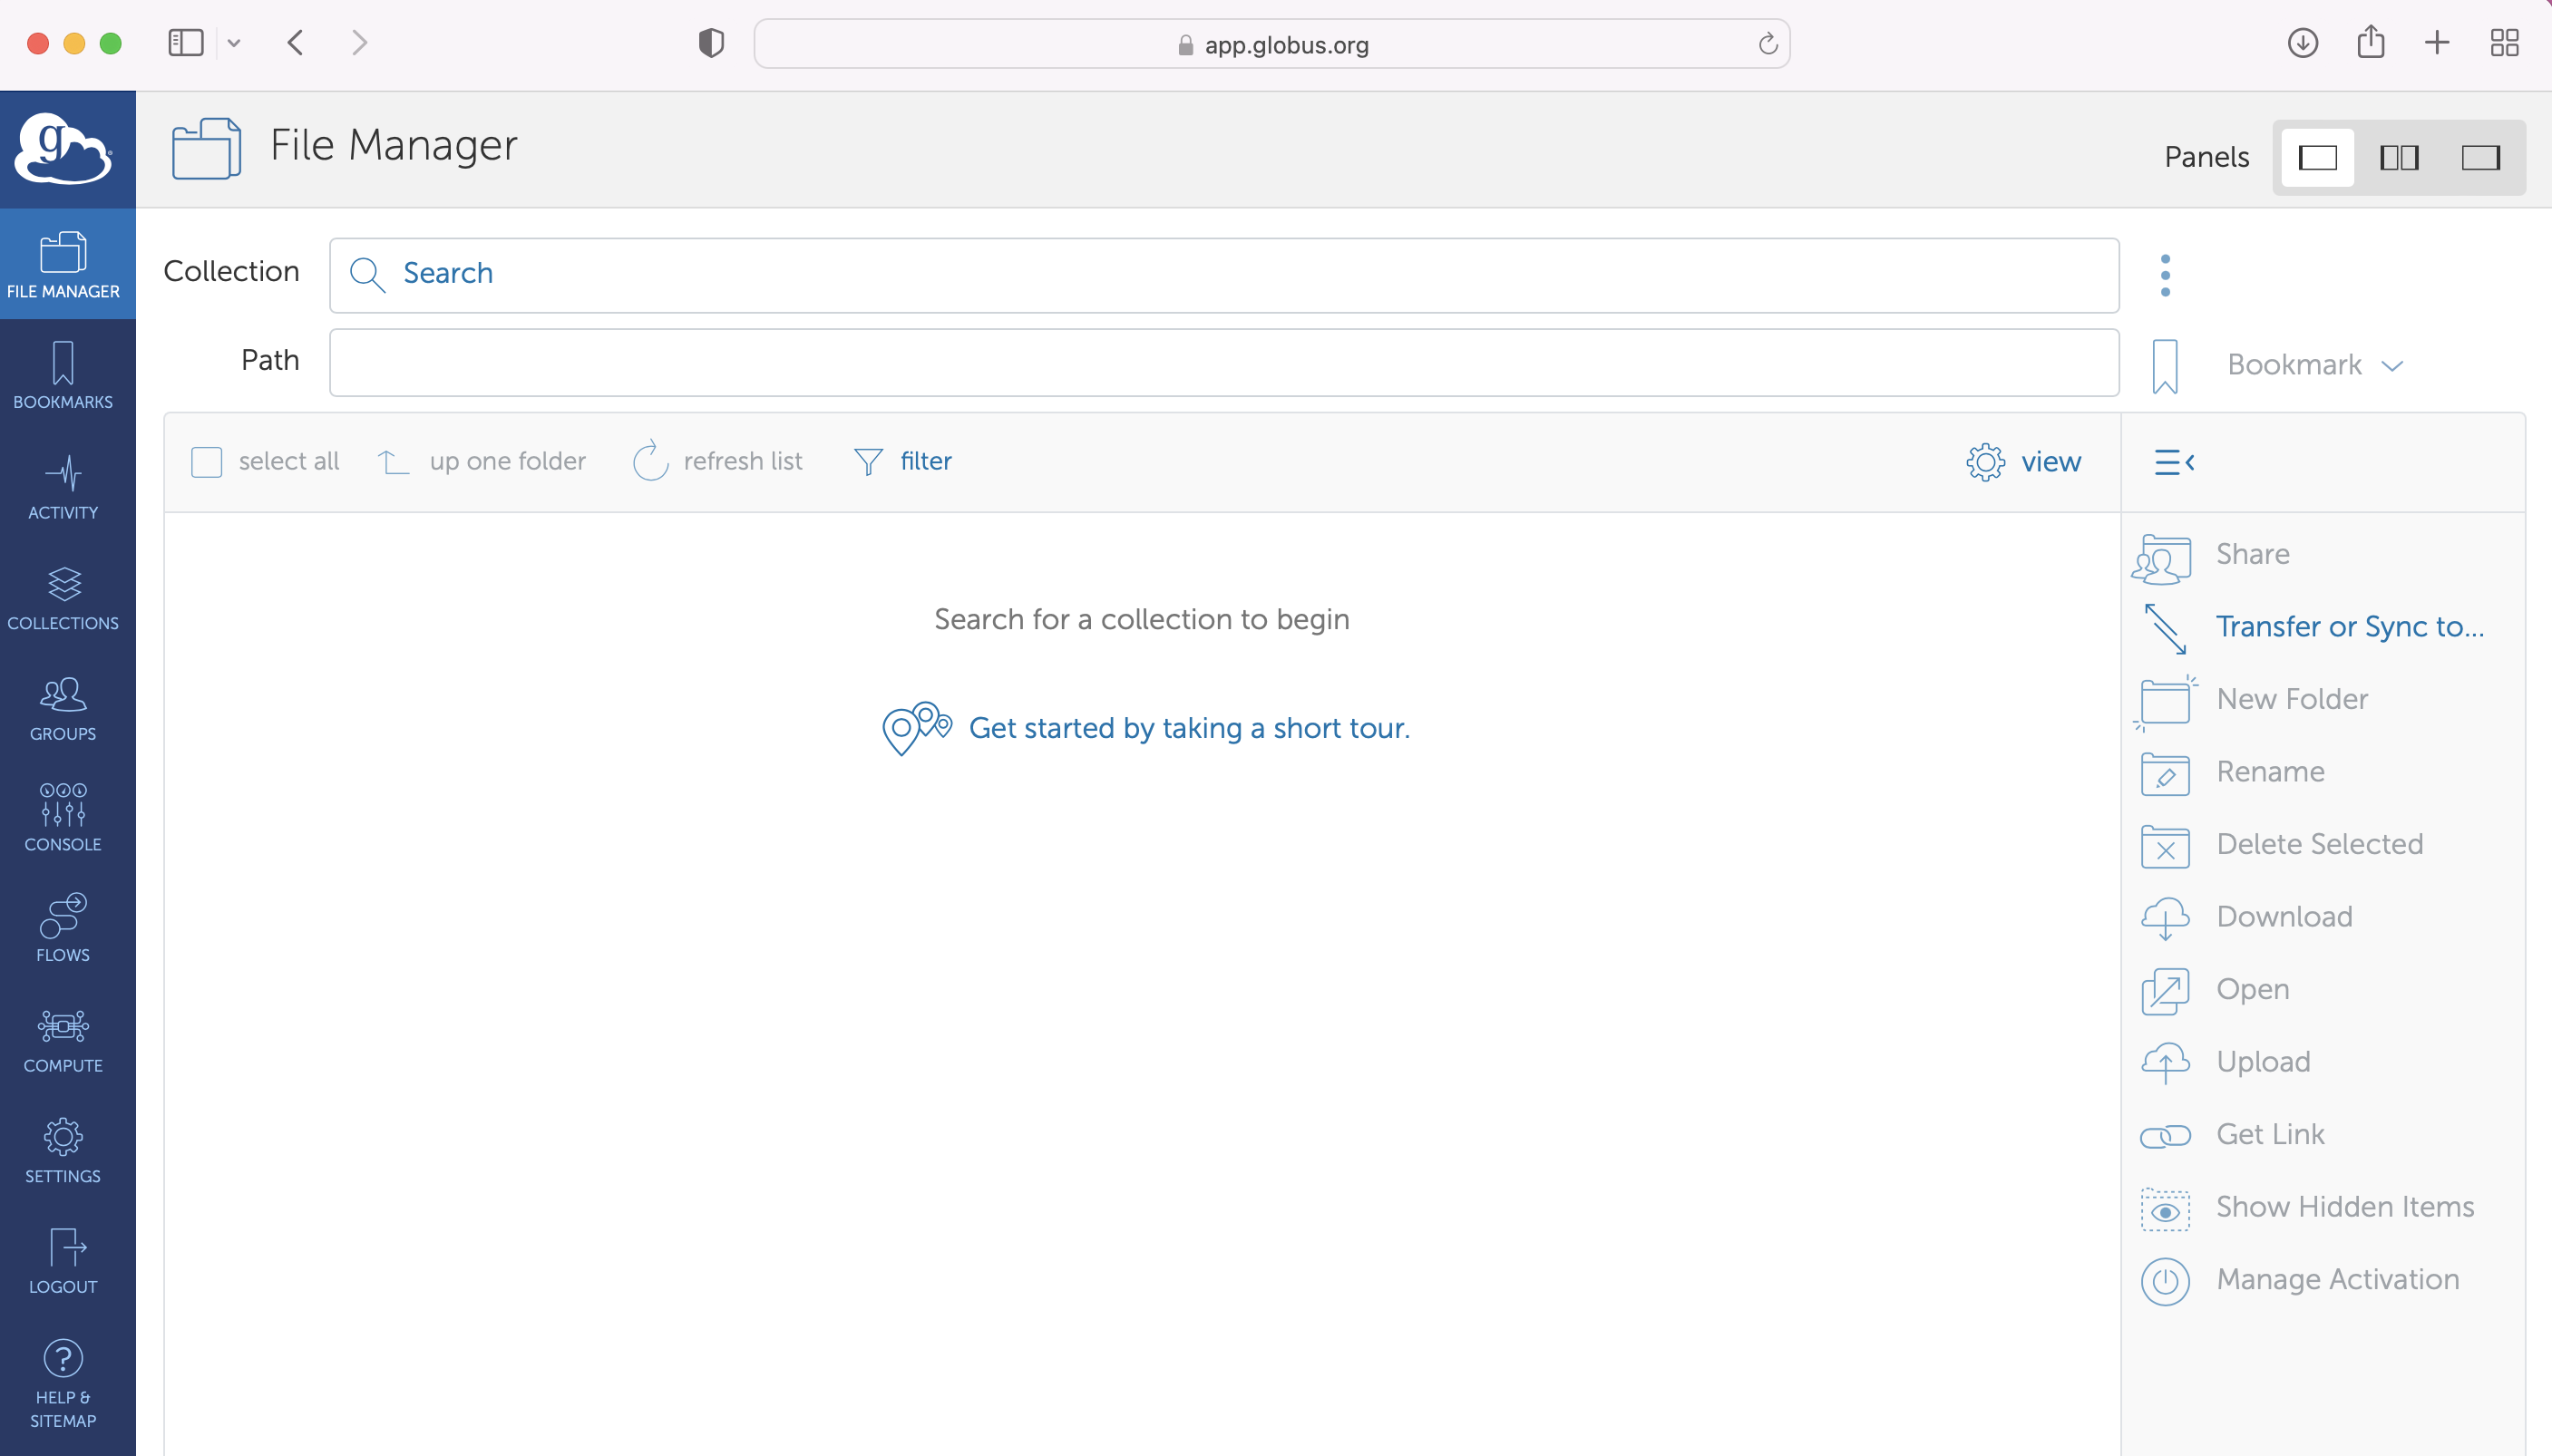 app.globus.org
g
File Manager
Panels
FILE MANAGER
BOOKMARKS
ACTIVITY
COLLECTIONS
GROUPS
CONSOLE
FLOWS
COMPUTE
SETTINGS
LOGOUT
HELP &
SITEMAP
Collection
Search
Path
Bookmark
select all
up one folder
refresh list
filter
view
Search for a collection to begin
Get started by taking a short tour.
Share
Transfer or Sync to...
New Folder
Rename
Delete Selected
Download
Open
Upload
Get Link
Show Hidden Items
Manage Activation